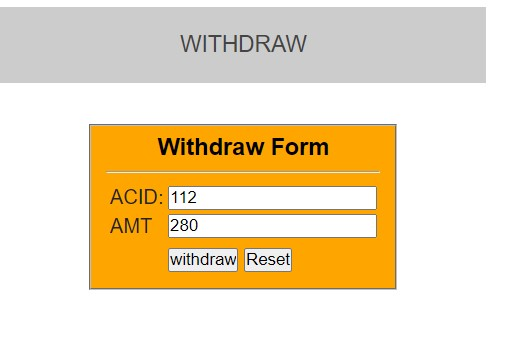 WITHDRAW
Withdraw Form
ACID: 112
AMT 280
withdraw Reset